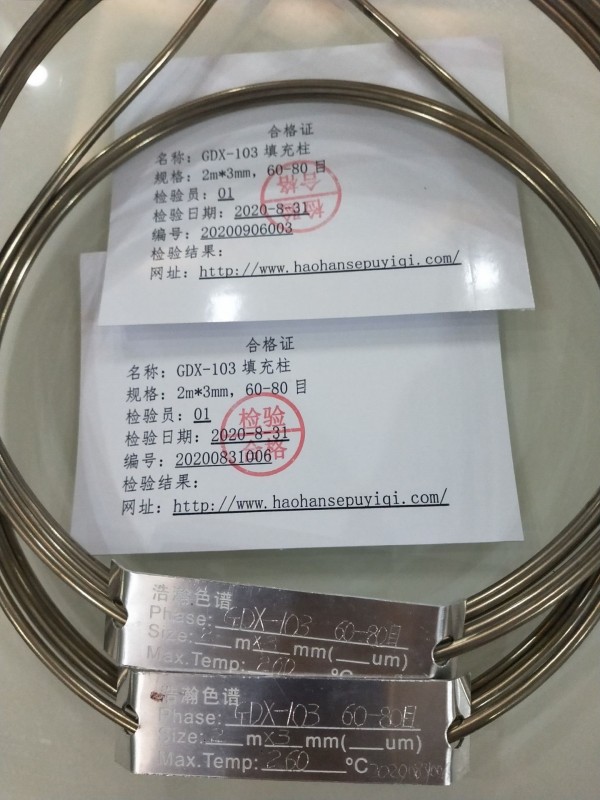 合格证
名称：GDX-103 填充柱
规格：2m*3mm，60-80 目
检验员：01
检验日期：2020-8-31
编号：20200906003
检验结果：
网址：http://www.haohansepuyiqi.com/
检验
合格
合格证
名称：GDX-103 填充柱
规格：2m*3mm，60-80 目
检验员：01
检验日期：2020-8-31
编号：20200831006
检验结果：
网址：http://www.haohansepuyiqi.com/
检验
合格
浩瀚色谱
Phase: GDX-103 60-80目
Size: 2 m×3 mm(___um)
Max.Temp: 260 ℃
浩瀚色谱
Phase: GDX-103 60-80目
Size: 2 m×3 mm(___um)
Max.Temp: 260 ℃